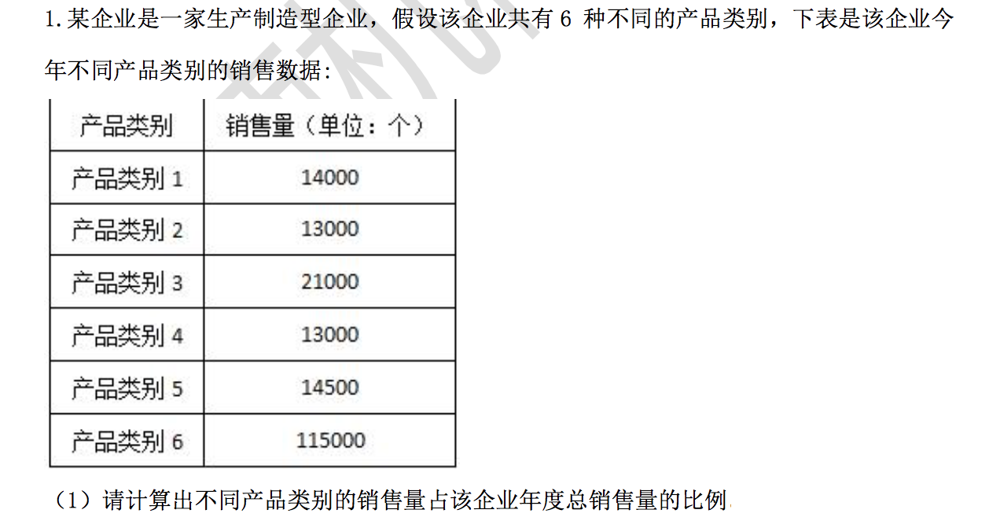 1.某企业是一家生产制造型企业，假设该企业共有 6 种不同的产品类别，下表是该企业今
年不同产品类别的销售数据:
产品类别 销售量（单位：个）
产品类别 1 14000
产品类别 2 13000
产品类别 3 21000
产品类别 4 13000
产品类别 5 14500
产品类别 6 115000
（1）请计算出不同产品类别的销售量占该企业年度总销售量的比例